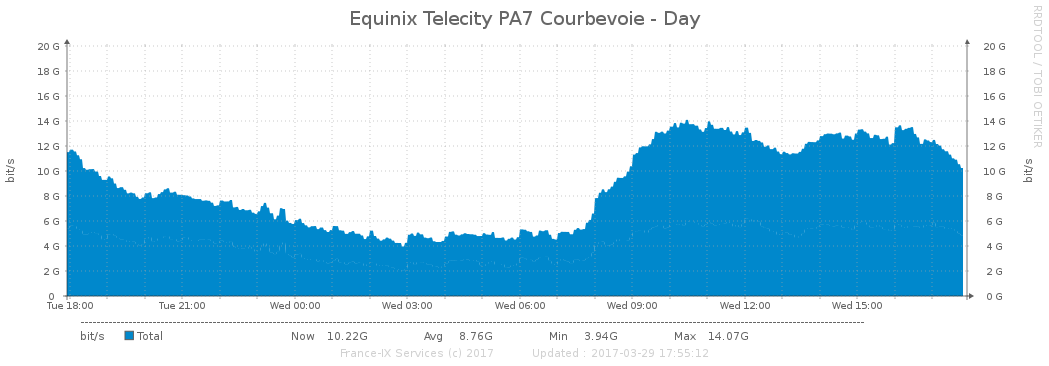 Equinix Telecity PA7 Courbevoie - Day
RRDTOOL / TOBI OETIKER
20 G 20 G
18 G 18 G
16 G 16 G
14 G 14 G
12 G 12 G
10 G 10 G
8 G 8 G
6 G 6 G
4 G 4 G
2 G 2 G
0 0 G
bit/s
bit/s
Tue 18:00 Tue 21:00 Wed 00:00 Wed 03:00 Wed 06:00 Wed 09:00 Wed 12:00 Wed 15:00
bit/s Total Now 10.22G Avg 8.76G Min 3.94G Max 14.07G
France-IX Services (c) 2017 Updated : 2017-03-29 17:55:12